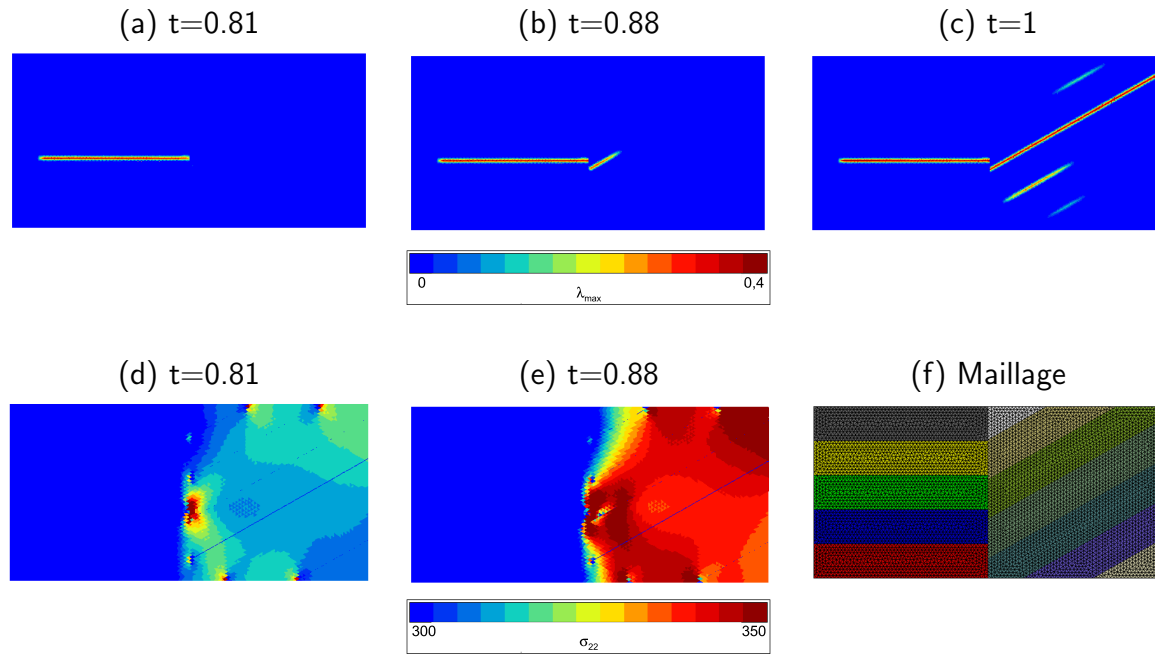 (a) t=0.81
(b) t=0.88
(c) t=1
0
0,4
λmax
(d) t=0.81
(e) t=0.88
(f) Maillage
300
350
σ22